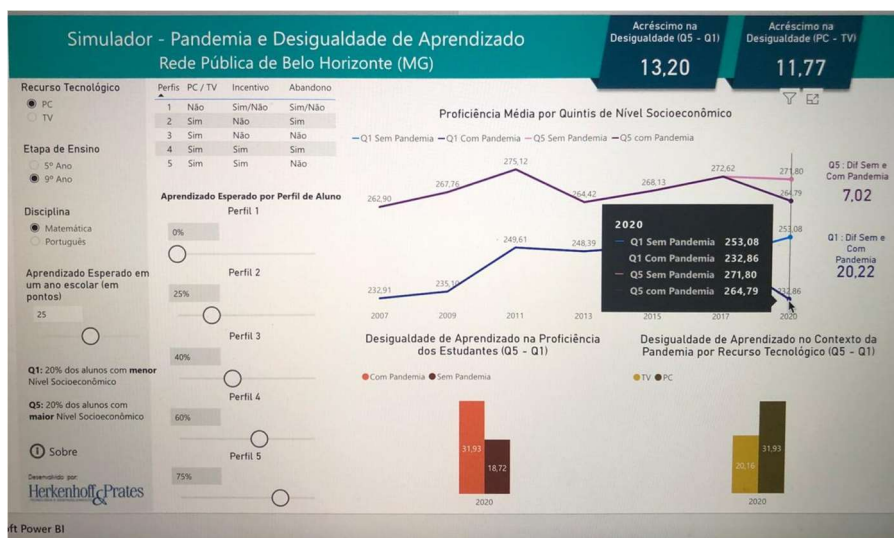 Simulador - Pandemia e Desigualdade de Aprendizado
Rede Pública de Belo Horizonte (MG)
Acréscimo na
Desigualdade (Q5 - Q1)
13,20
Acréscimo na
Desigualdade (PC - TV)
11,77
Recurso Tecnológico
PC
TV
Etapa de Ensino
5º Ano
9º Ano
Disciplina
Matemática
Português
Aprendizado Esperado em
um ano escolar (em
pontos)
25
Q1: 20% dos alunos com menor
Nível Socioeconômico
Q5: 20% dos alunos com
maior Nível Socioeconômico
Sobre
Desenvolvido por:
Herkenhoff & Prates
Perfis PC / TV Incentivo Abandono
1 Não Sim/Não Sim/Não
2 Sim Não Sim
3 Sim Não Não
4 Sim Sim Sim
5 Sim Sim Não
Aprendizado Esperado por Perfil de Aluno
Perfil 1
0%
Perfil 2
25%
Perfil 3
40%
Perfil 4
60%
Perfil 5
75%
Proficiência Média por Quintis de Nível Socioeconômico
Q1 Sem Pandemia Q1 Com Pandemia Q5 Sem Pandemia Q5 com Pandemia
262,90
267,76
275,12
264,42
268,13
272,62
271,80
264,79
232,91
235,10
249,61
248,39
253,08
232,86
2020
Q1 Sem Pandemia 253,08
Q1 Com Pandemia 232,86
Q5 Sem Pandemia 271,80
Q5 com Pandemia 264,79
2007 2009 2011 2013 2015 2017 2020
Q5 : Dif Sem e
Com Pandemia
7,02
Q1 : Dif Sem e
Com
Pandemia
20,22
Desigualdade de Aprendizado na Proficiência
dos Estudantes (Q5 - Q1)
Com Pandemia Sem Pandemia
31,93
18,72
2020
Desigualdade de Aprendizado no Contexto da
Pandemia por Recurso Tecnológico (Q5 - Q1)
TV PC
20,16
31,93
2020
ft Power BI